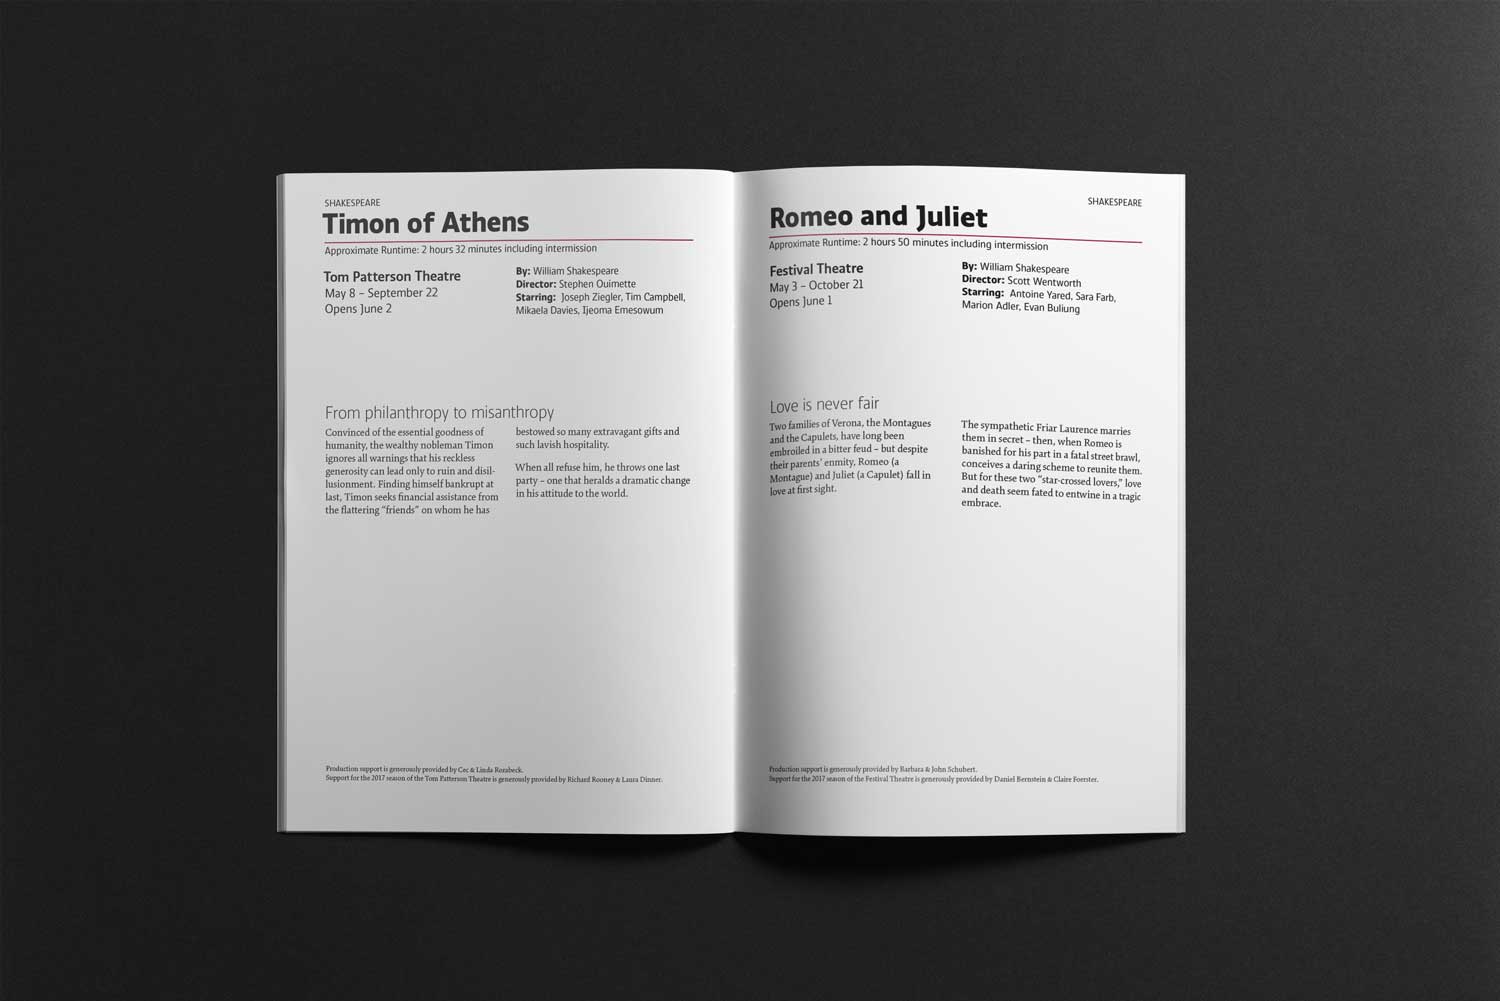 SHAKESPEARE
Timon of Athens
Approximate Runtime: 2 hours 32 minutes including intermission
Tom Patterson Theatre
May 8 – September 22
Opens June 2
By: William Shakespeare
Director: Stephen Ouimette
Starring: Joseph Ziegler, Tim Campbell,
Mikaela Davies, Ijeoma Emesowum
From philanthropy to misanthropy
Convinced of the essential goodness of
humanity, the wealthy nobleman Timon
ignores all warnings that his reckless
generosity can lead only to ruin and disil-
lusionment. Finding himself bankrupt at
last, Timon seeks financial assistance from
the flattering “friends” on whom he has
bestowed so many extravagant gifts and
such lavish hospitality.
When all refuse him, he throws one last
party – one that heralds a dramatic change
in his attitude to the world.
Production support is generously provided by Cec & Linda Rorabeck.
Support for the 2017 season of the Tom Patterson Theatre is generously provided by Richard Rooney & Laura Dinner.
SHAKESPEARE
Romeo and Juliet
Approximate Runtime: 2 hours 50 minutes including intermission
Festival Theatre
May 3 – October 21
Opens June 1
By: William Shakespeare
Director: Scott Wentworth
Starring: Antoine Yared, Sara Farb,
Marion Adler, Evan Buliung
Love is never fair
Two families of Verona, the Montagues
and the Capulets, have long been
embroiled in a bitter feud – but despite
their parents’ enmity, Romeo (a
Montague) and Juliet (a Capulet) fall in
love at first sight.
The sympathetic Friar Laurence marries
them in secret – then, when Romeo is
banished for his part in a fatal street brawl,
conceives a daring scheme to reunite them.
But for these two “star-crossed lovers,” love
and death seem fated to entwine in a tragic
embrace.
Production support is generously provided by Barbara & John Schubert.
Support for the 2017 season of the Festival Theatre is generously provided by Daniel Bernstein & Claire Foerster.